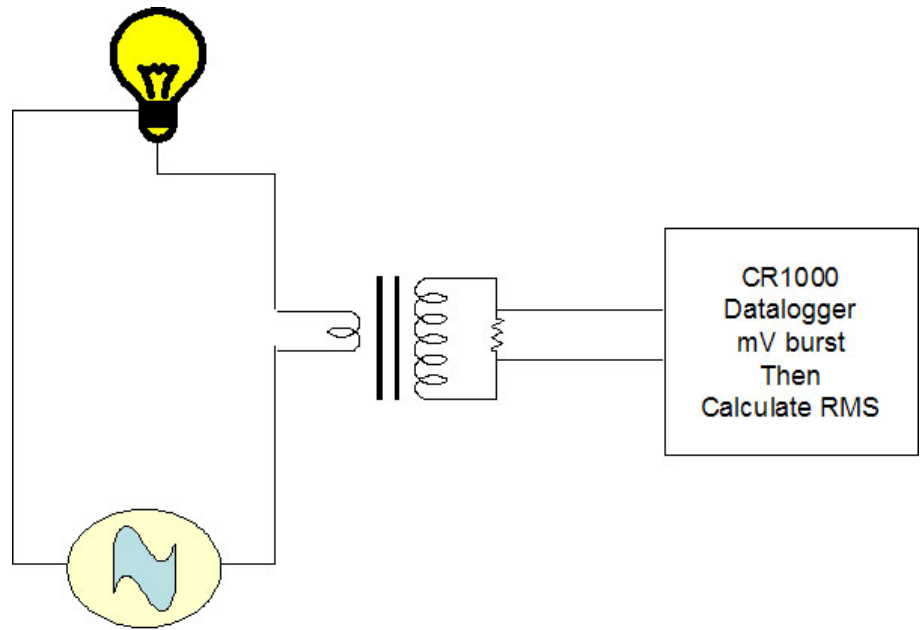 CR1000
Datalogger
mV burst
Then
Calculate RMS